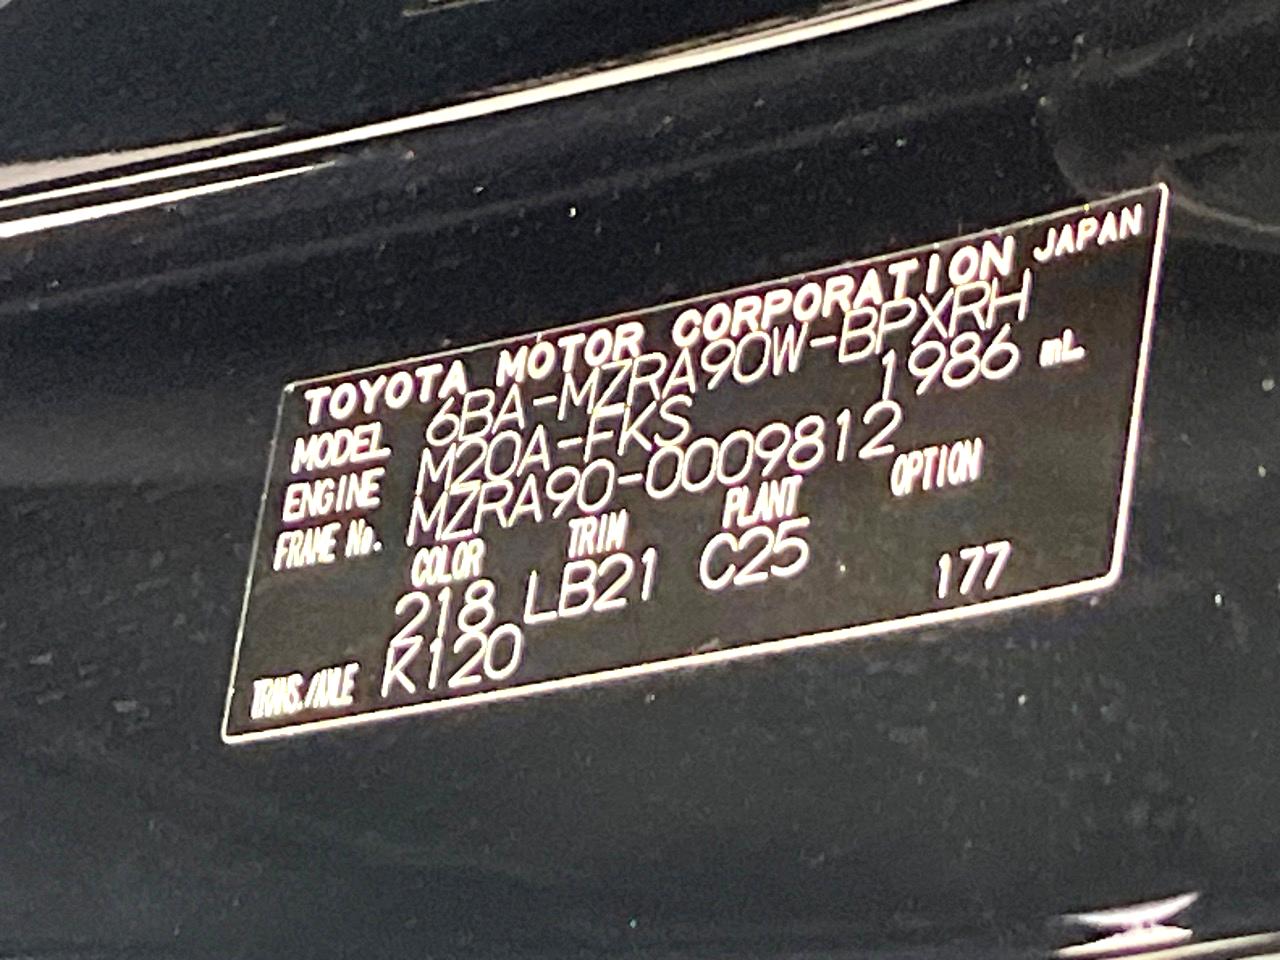 TOYOTA MOTOR CORPORATION JAPAN
MODEL 6BA-MZRA90W-BPXRH
ENGINE M20A-FKS 1986 mL
FRAME No. MZRA90-0009812
COLOR TRIM PLANT OPTION
218 LB21 C25 177
TRANS./AXLE K120